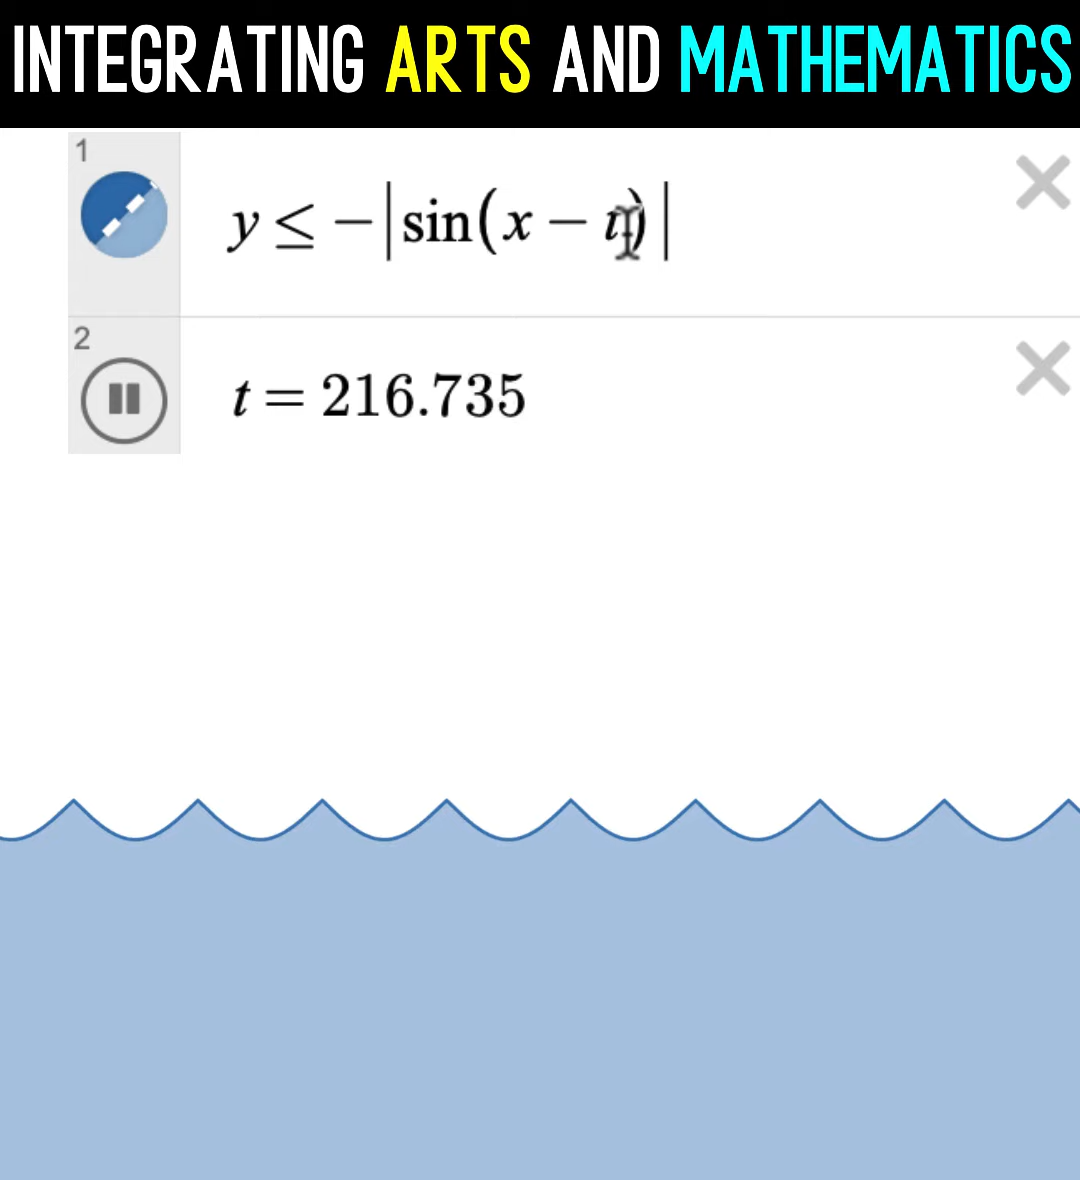 INTEGRATING ARTS AND MATHEMATICS
1
y ≤ −|sin(x − t)|
2
t = 216.735